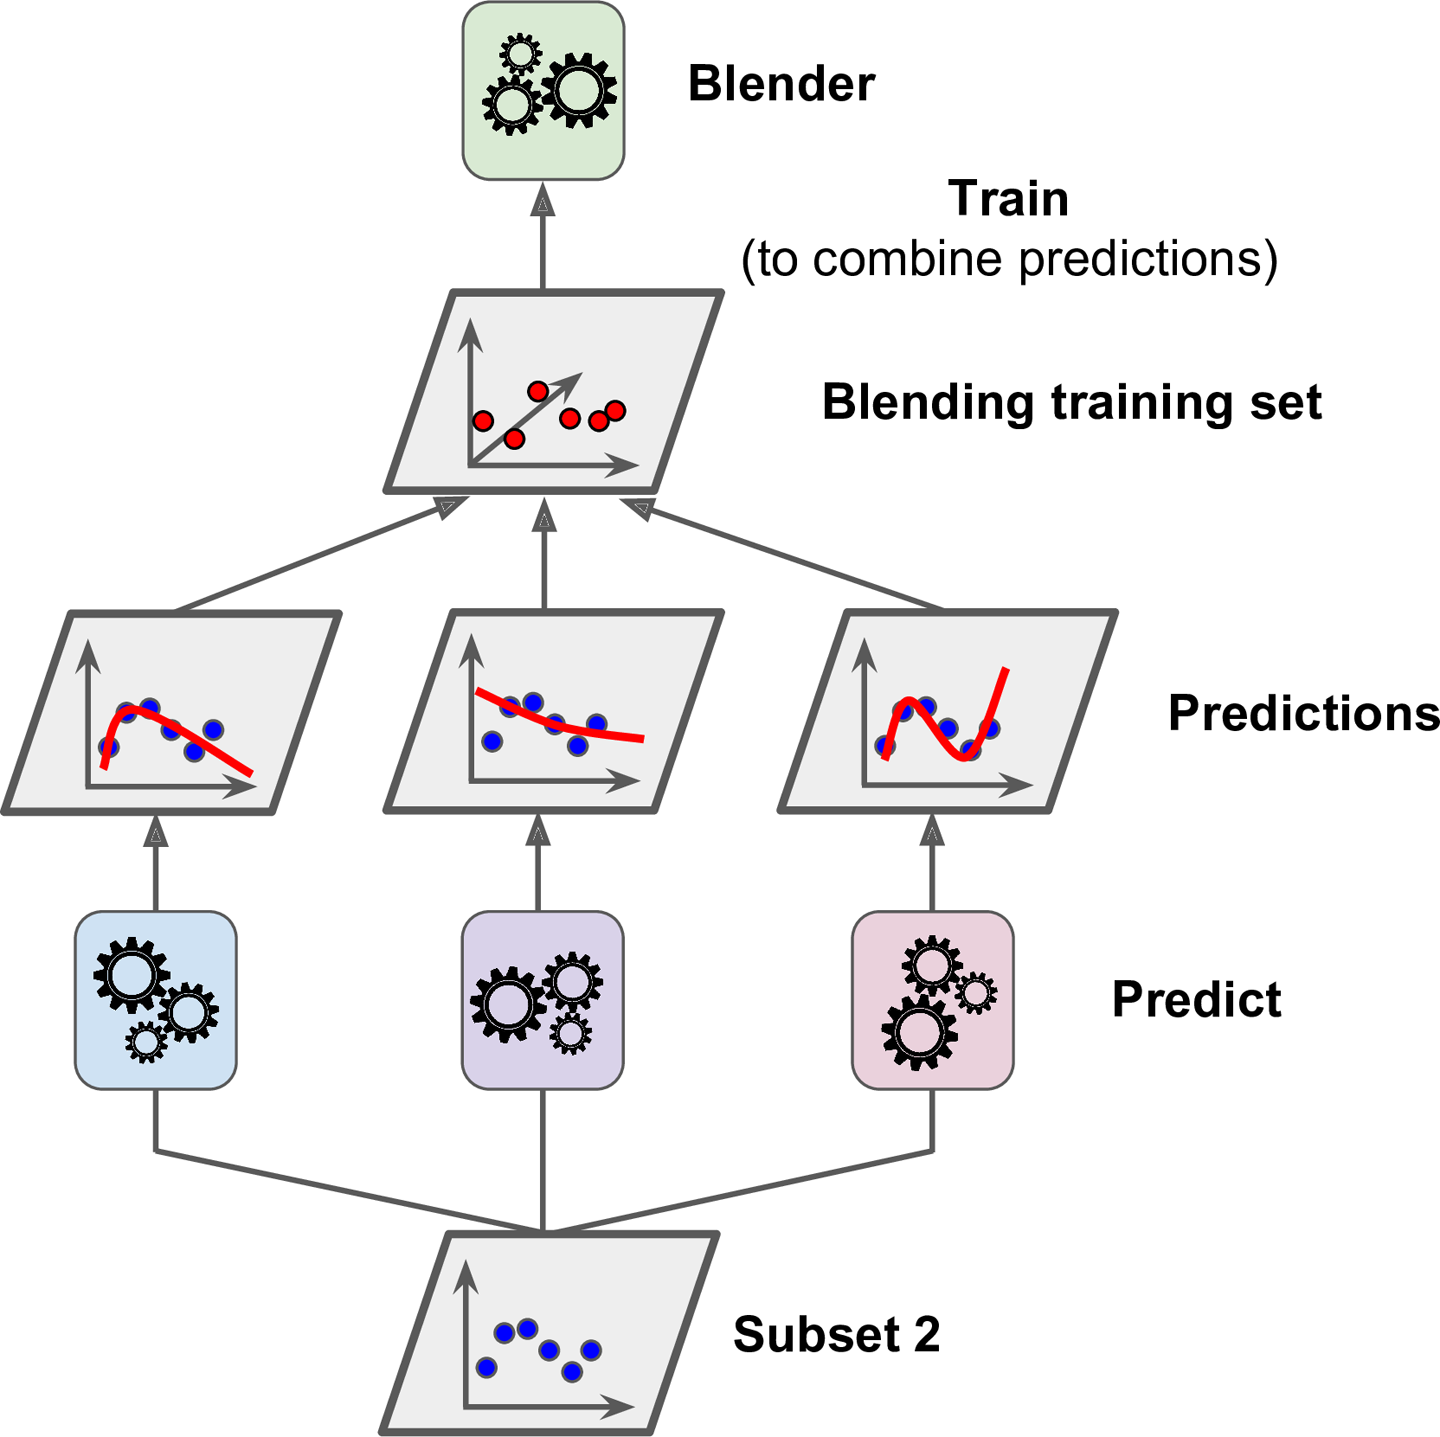 Blender
Train
(to combine predictions)
Blending training set
Predictions
Predict
Subset 2